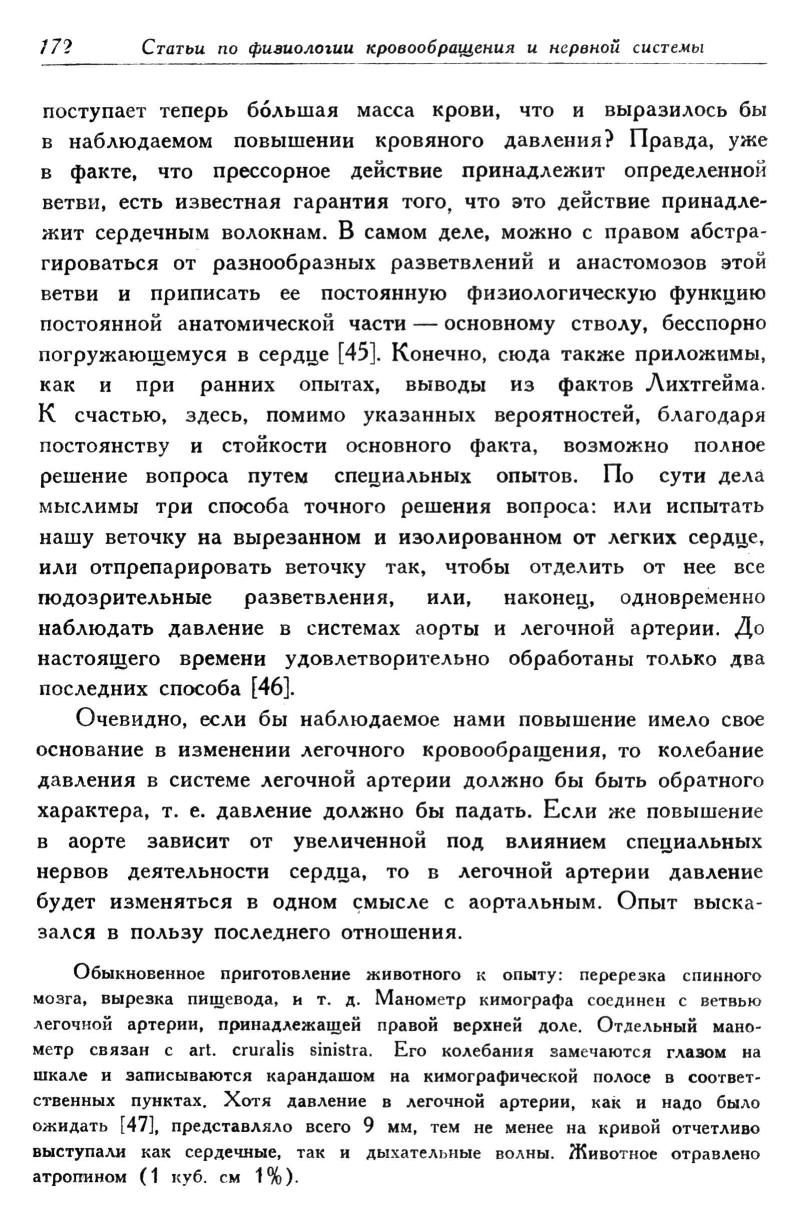 172 Статьи по физиологии кровообращения и нервной системы
поступает теперь бо́льшая масса крови, что и выразилось бы
в наблюдаемом повышении кровяного давления? Правда, уже
в факте, что прессорное действие принадлежит определенной
ветви, есть известная гарантия того, что это действие принадле-
жит сердечным волокнам. В самом деле, можно с правом абстра-
гироваться от разнообразных разветвлений и анастомозов этой
ветви и приписать ее постоянную физиологическую функцию
постоянной анатомической части — основному стволу, бесспорно
погружающемуся в сердце [45]. Конечно, сюда также приложимы,
как и при ранних опытах, выводы из фактов Лихтгейма.
К счастью, здесь, помимо указанных вероятностей, благодаря
постоянству и стойкости основного факта, возможно полное
решение вопроса путем специальных опытов. По сути дела
мыслимы три способа точного решения вопроса: или испытать
нашу веточку на вырезанном и изолированном от легких сердце,
или отпрепарировать веточку так, чтобы отделить от нее все
подозрительные разветвления, или, наконец, одновременно
наблюдать давление в системах аорты и легочной артерии. До
настоящего времени удовлетворительно обработаны только два
последних способа [46].
Очевидно, если бы наблюдаемое нами повышение имело свое
основание в изменении легочного кровообращения, то колебание
давления в системе легочной артерии должно бы быть обратного
характера, т. е. давление должно бы падать. Если же повышение
в аорте зависит от увеличенной под влиянием специальных
нервов деятельности сердца, то в легочной артерии давление
будет изменяться в одном смысле с аортальным. Опыт выска-
зался в пользу последнего отношения.
Обыкновенное приготовление животного к опыту: перерезка спинного
мозга, вырезка пищевода, и т. д. Манометр кимографа соединен с ветвью
легочной артерии, принадлежащей правой верхней доле. Отдельный мано-
метр связан с art. cruralis sinistra. Его колебания замечаются глазом на
шкале и записываются карандашом на кимографической полосе в соответ-
ственных пунктах. Хотя давление в легочной артерии, как и надо было
ожидать [47], представляло всего 9 мм, тем не менее на кривой отчетливо
выступали как сердечные, так и дыхательные волны. Животное отравлено
атропином (1 куб. см 1%).